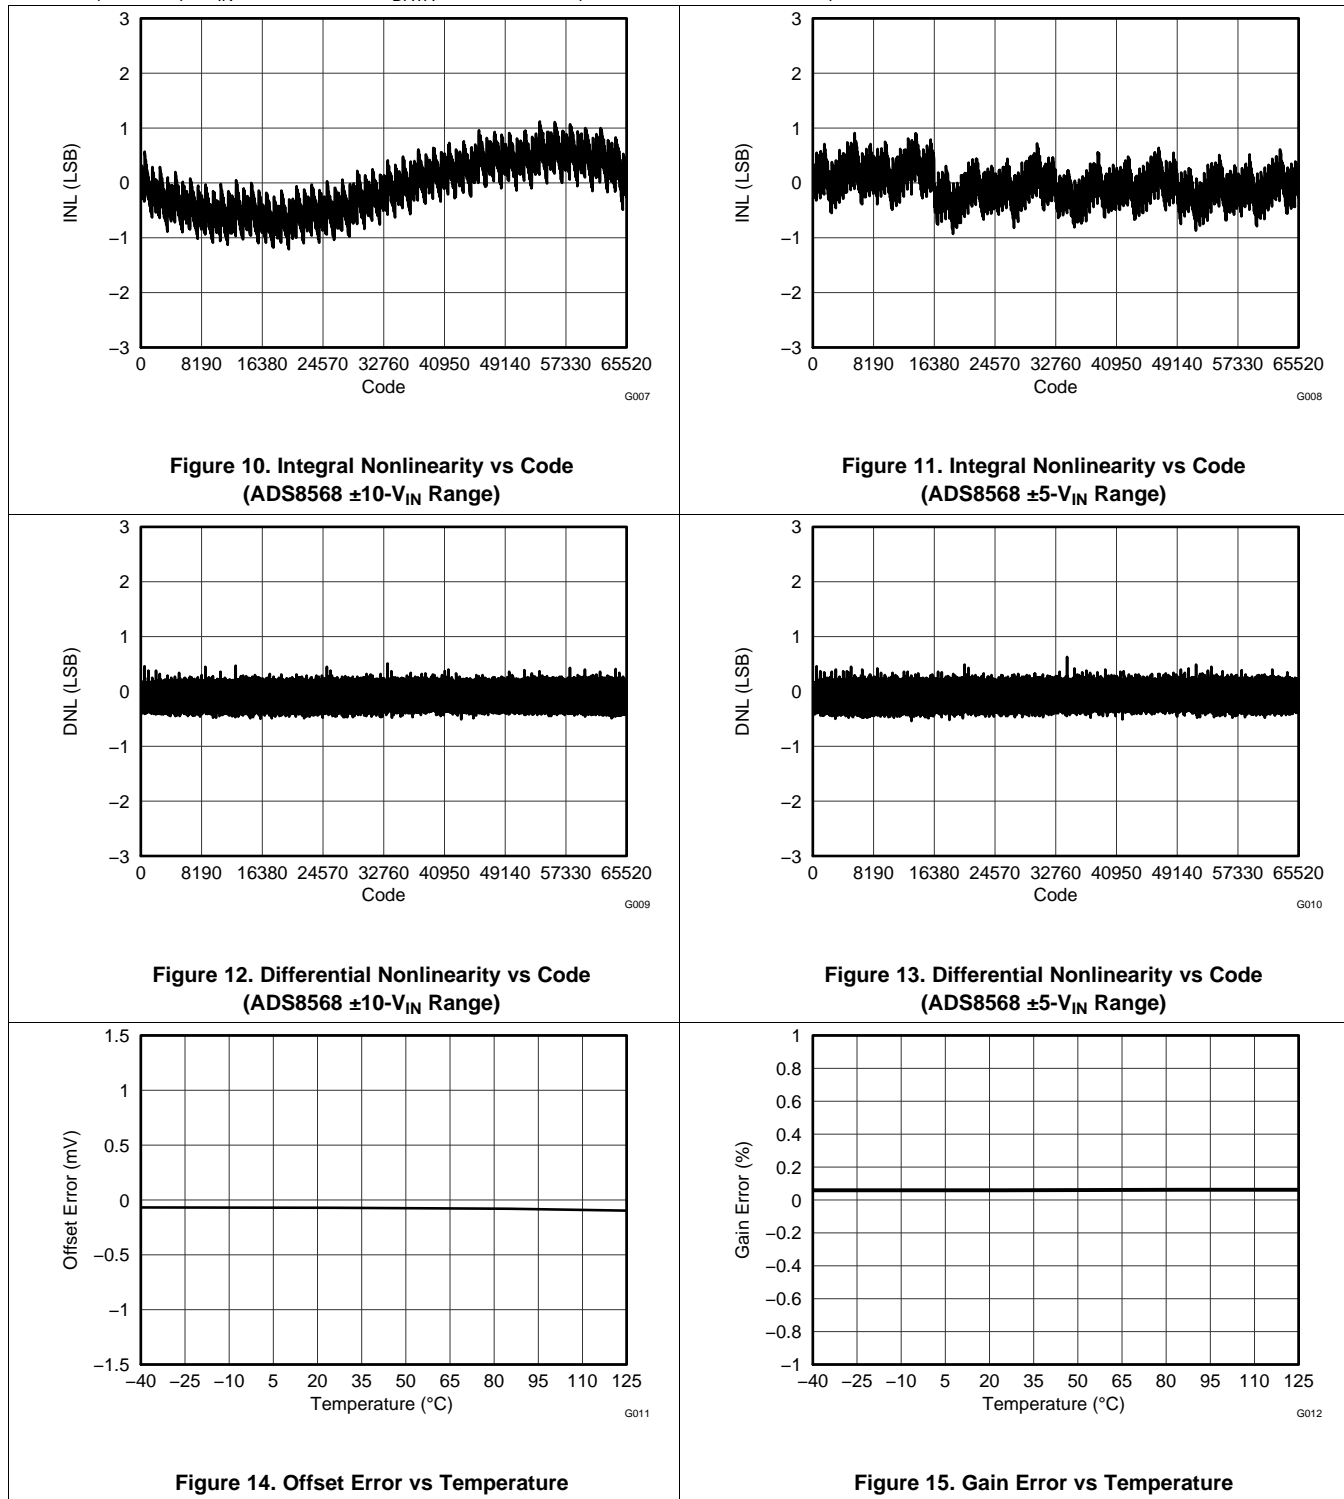 3
2
1
0
−1
−2
−3
INL (LSB)
0 8190 16380 24570 32760 40950 49140 57330 65520
Code
G007
Figure 10. Integral Nonlinearity vs Code
(ADS8568 ±10-VIN Range)
3
2
1
0
−1
−2
−3
INL (LSB)
0 8190 16380 24570 32760 40950 49140 57330 65520
Code
G008
Figure 11. Integral Nonlinearity vs Code
(ADS8568 ±5-VIN Range)
3
2
1
0
−1
−2
−3
DNL (LSB)
0 8190 16380 24570 32760 40950 49140 57330 65520
Code
G009
Figure 12. Differential Nonlinearity vs Code
(ADS8568 ±10-VIN Range)
3
2
1
0
−1
−2
−3
DNL (LSB)
0 8190 16380 24570 32760 40950 49140 57330 65520
Code
G010
Figure 13. Differential Nonlinearity vs Code
(ADS8568 ±5-VIN Range)
1.5
1
0.5
0
−0.5
−1
−1.5
Offset Error (mV)
−40 −25 −10 5 20 35 50 65 80 95 110 125
Temperature (°C)
G011
Figure 14. Offset Error vs Temperature
1
0.8
0.6
0.4
0.2
0
−0.2
−0.4
−0.6
−0.8
−1
Gain Error (%)
−40 −25 −10 5 20 35 50 65 80 95 110 125
Temperature (°C)
G012
Figure 15. Gain Error vs Temperature